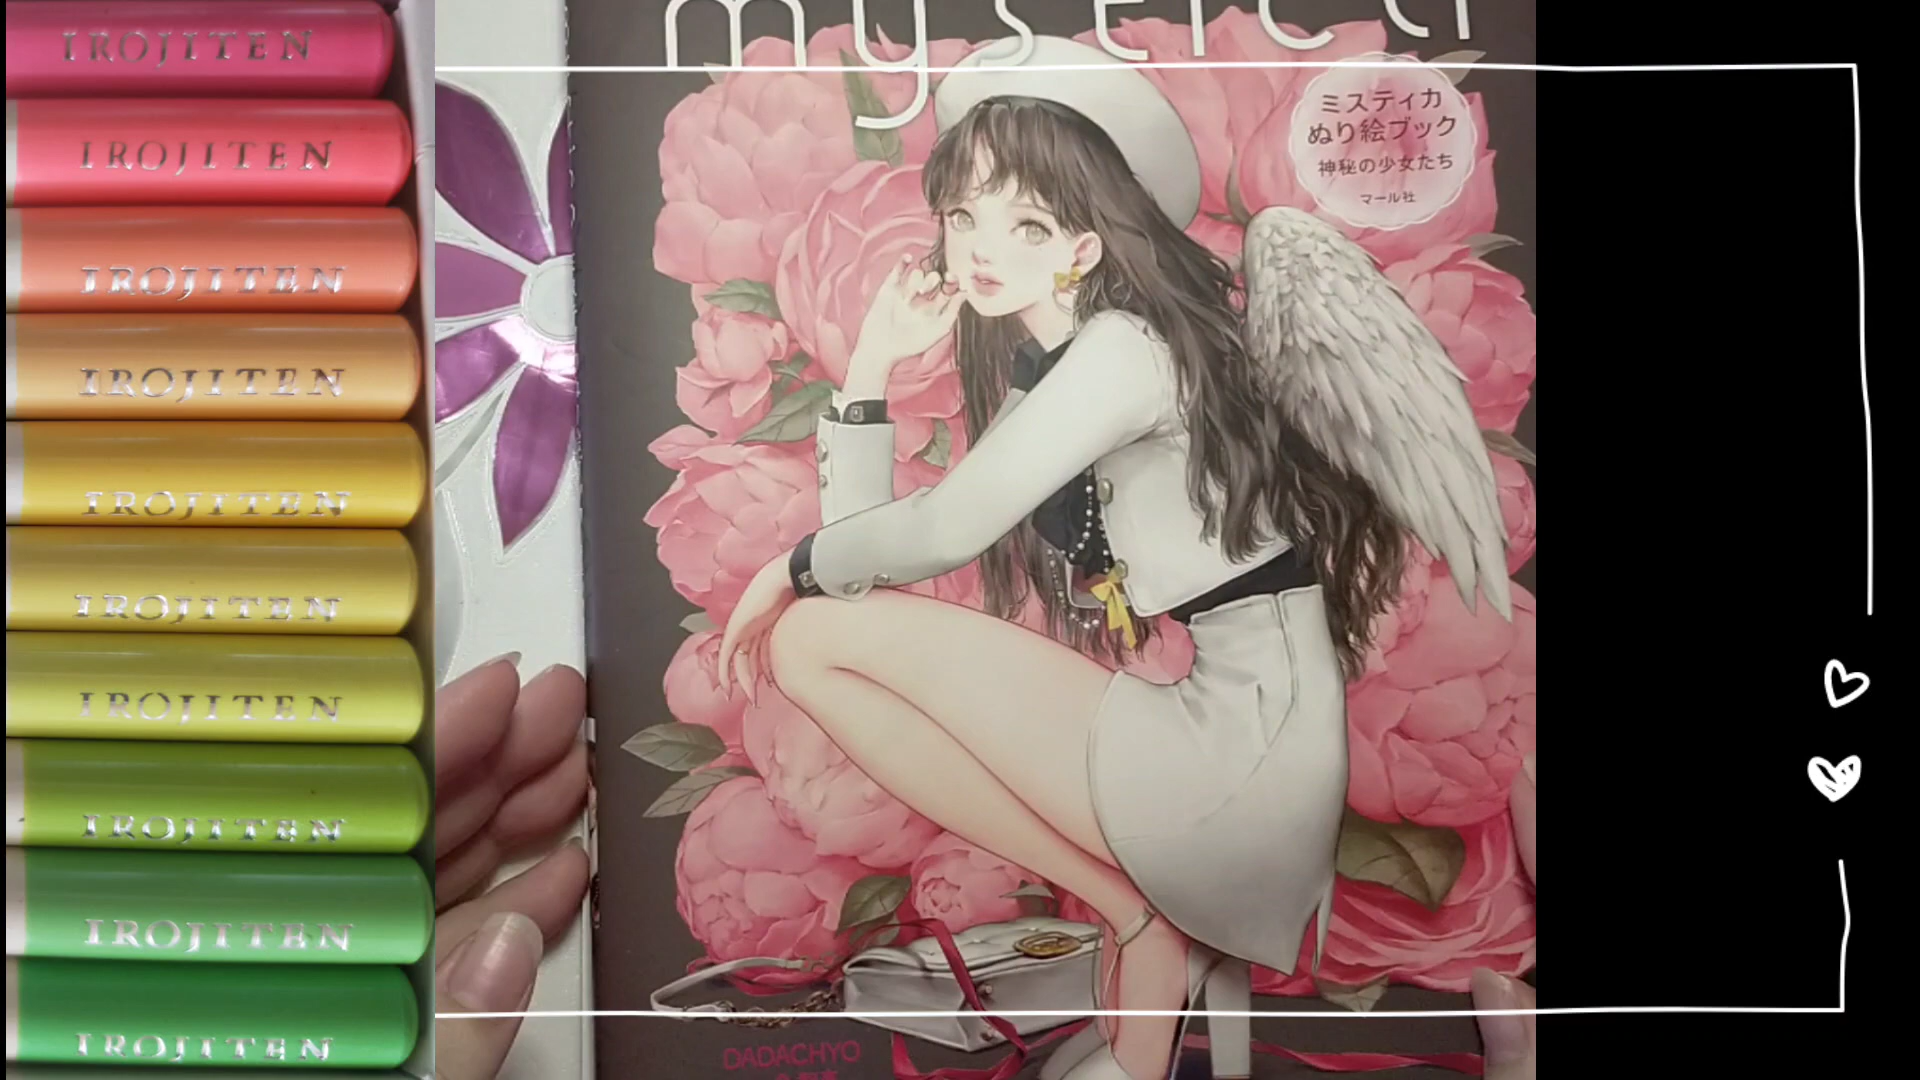 IROJITEN
IROJITEN
IROJITEN
IROJITEN
IROJITEN
IROJITEN
IROJITEN
IROJITEN
IROJITEN
IROJITEN
mystica
ミスティカ
ぬり絵ブック
神秘の少女たち
マール社
DADACHYO